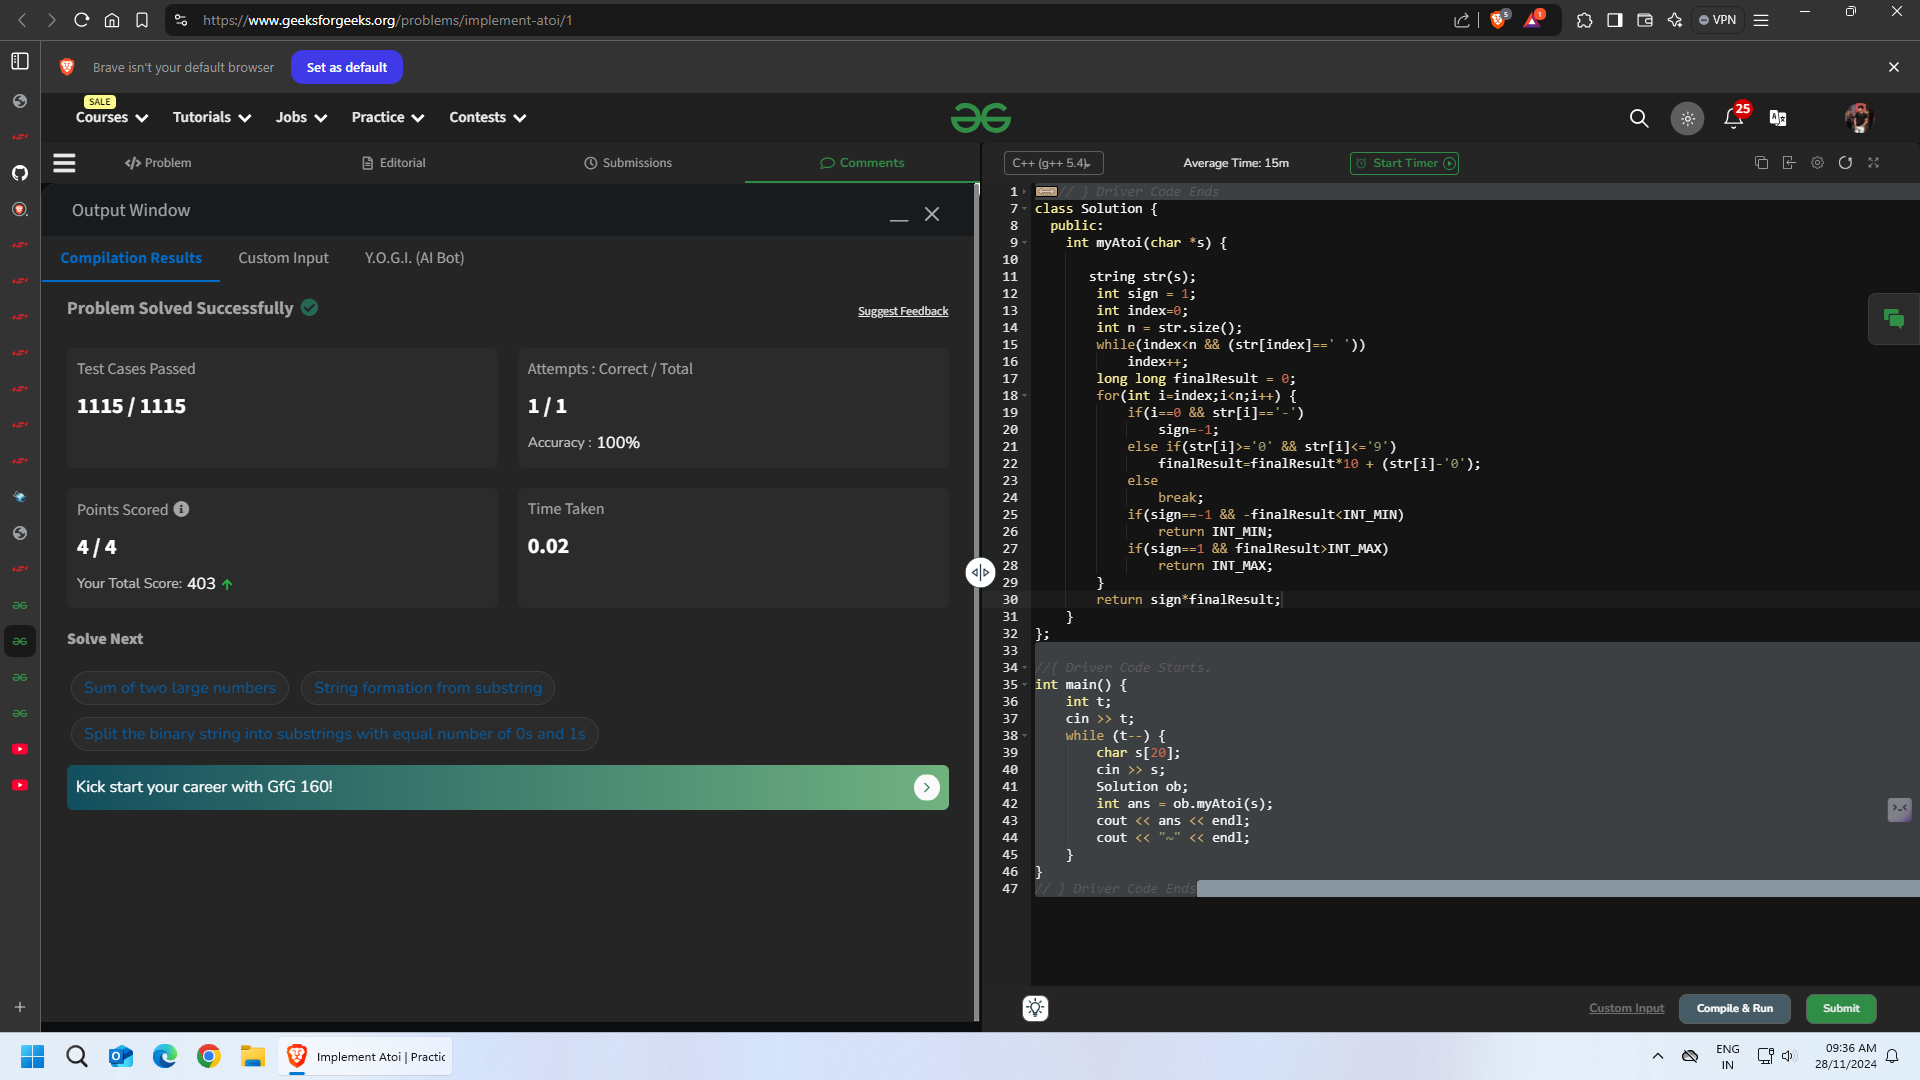 https://www.geeksforgeeks.org/problems/implement-atoi/1
5
1
VPN
Brave isn't your default browser
Set as default
SALE
Courses
Tutorials
Jobs
Practice
Contests
25
Problem
Editorial
Submissions
Comments
C++ (g++ 5.4)
Average Time: 15m
Start Timer
Output Window
Compilation Results
Custom Input
Y.O.G.I. (AI Bot)
Problem Solved Successfully
Suggest Feedback
Test Cases Passed
1115 / 1115
Attempts : Correct / Total
1 / 1
Accuracy : 100%
Points Scored
4 / 4
Your Total Score: 403
Time Taken
0.02
Solve Next
Sum of two large numbers
String formation from substring
Split the binary string into substrings with equal number of 0s and 1s
Kick start your career with GfG 160!
1 // } Driver Code Ends
7 class Solution {
8 public:
9 int myAtoi(char *s) {
10
11 string str(s);
12 int sign = 1;
13 int index=0;
14 int n = str.size();
15 while(index<n && (str[index]==' '))
16 index++;
17 long long finalResult = 0;
18 for(int i=index;i<n;i++) {
19 if(i==0 && str[i]=='-')
20 sign=-1;
21 else if(str[i]>='0' && str[i]<='9')
22 finalResult=finalResult*10 + (str[i]-'0');
23 else
24 break;
25 if(sign==-1 && -finalResult<INT_MIN)
26 return INT_MIN;
27 if(sign==1 && finalResult>INT_MAX)
28 return INT_MAX;
29 }
30 return sign*finalResult;
31 }
32 };
33
34 //{ Driver Code Starts.
35 int main() {
36 int t;
37 cin >> t;
38 while (t--) {
39 char s[20];
40 cin >> s;
41 Solution ob;
42 int ans = ob.myAtoi(s);
43 cout << ans << endl;
44 cout << "~" << endl;
45 }
46 }
47 // } Driver Code Ends
Custom Input
Compile & Run
Submit
Implement Atoi | Practic
ENG
IN
09:36 AM
28/11/2024